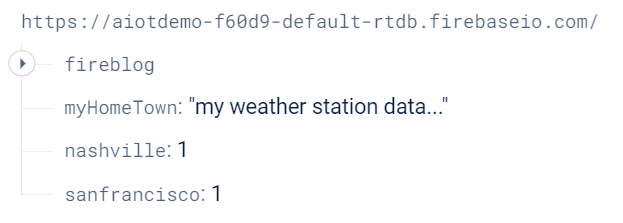 https://aiotdemo-f60d9-default-rtdb.firebaseio.com/
fireblog
myHomeTown: "my weather station data..."
nashville: 1
sanfrancisco: 1